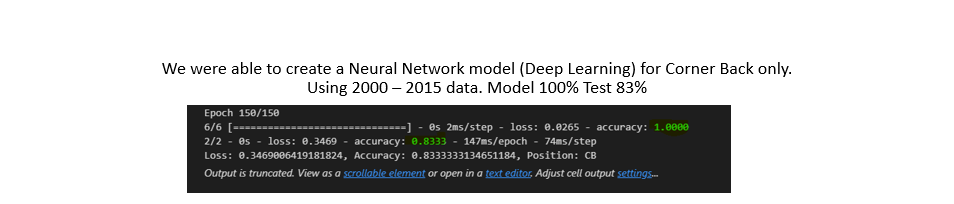 We were able to create a Neural Network model (Deep Learning) for Corner Back only.
Using 2000 – 2015 data. Model 100% Test 83%
Epoch 150/150
6/6 [==============================] - 0s 2ms/step - loss: 0.0265 - accuracy: 1.0000
2/2 - 0s - loss: 0.3469 - accuracy: 0.8333 - 147ms/epoch - 74ms/step
Loss: 0.3469006419181824, Accuracy: 0.8333333134651184, Position: CB
Output is truncated. View as a scrollable element or open in a text editor. Adjust cell output settings...